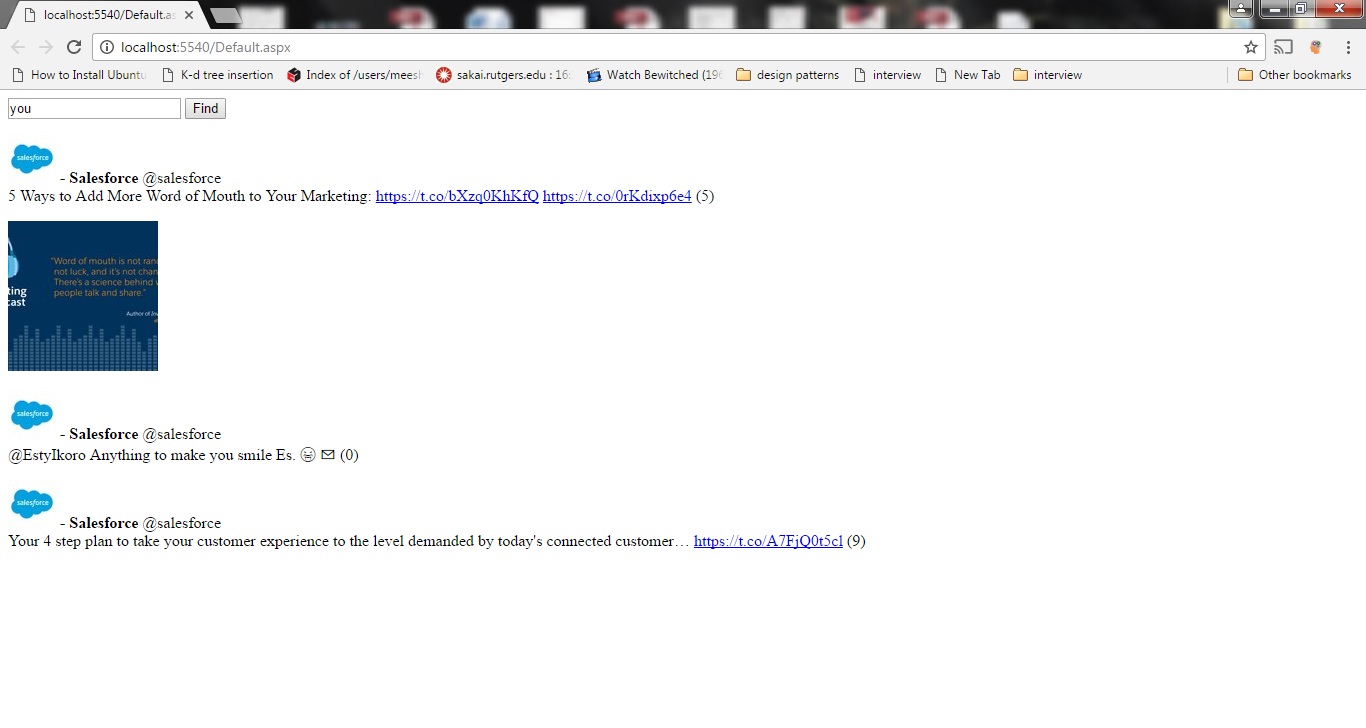 localhost:5540/Default.as
localhost:5540/Default.aspx
How to Install Ubuntu K-d tree insertion Index of /users/meesh sakai.rutgers.edu : 16: Watch Bewitched (196 design patterns interview New Tab interview Other bookmarks
you Find
salesforce
- Salesforce @salesforce
5 Ways to Add More Word of Mouth to Your Marketing: https://t.co/bXzq0KhKfQ https://t.co/0rKdixp6e4 (5)
"Word of mouth is not ran
not luck, and it's not chan
There's a science behind w
people talk and share."
ting
cast
Author of Inv
salesforce
- Salesforce @salesforce
@EstyIkoro Anything to make you smile Es. 😄 ✉ (0)
salesforce
- Salesforce @salesforce
Your 4 step plan to take your customer experience to the level demanded by today's connected customer… https://t.co/A7FjQ0t5cl (9)